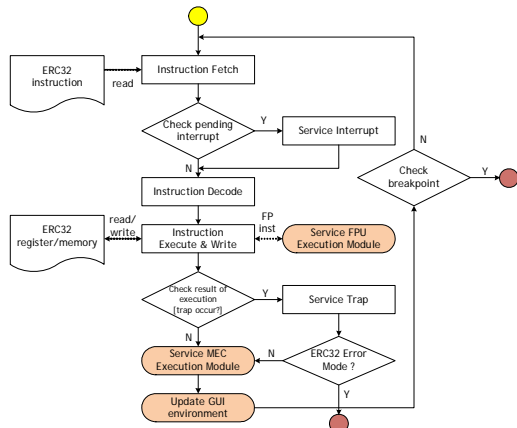 ERC32
instruction
read
Instruction Fetch
Check pending
interrupt
Y
Service Interrupt
N
Instruction Decode
ERC32
register/memory
read/
write
Instruction
Execute & Write
FP
inst
Service FPU
Execution Module
Check result of
execution
[trap occur?]
Y
Service Trap
N
Service MEC
Execution Module
N
ERC32 Error
Mode ?
Y
Update GUI
environment
N
Check
breakpoint
Y